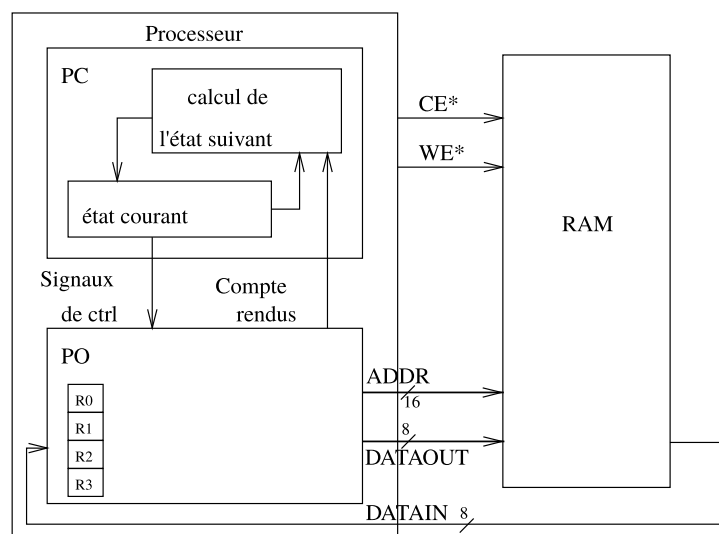 Processeur
PC
calcul de
l'état suivant
état courant
CE*
WE*
RAM
Signaux
de ctrl
Compte
rendus
PO
R0
R1
R2
R3
ADDR
16
8
DATAOUT
DATAIN
8